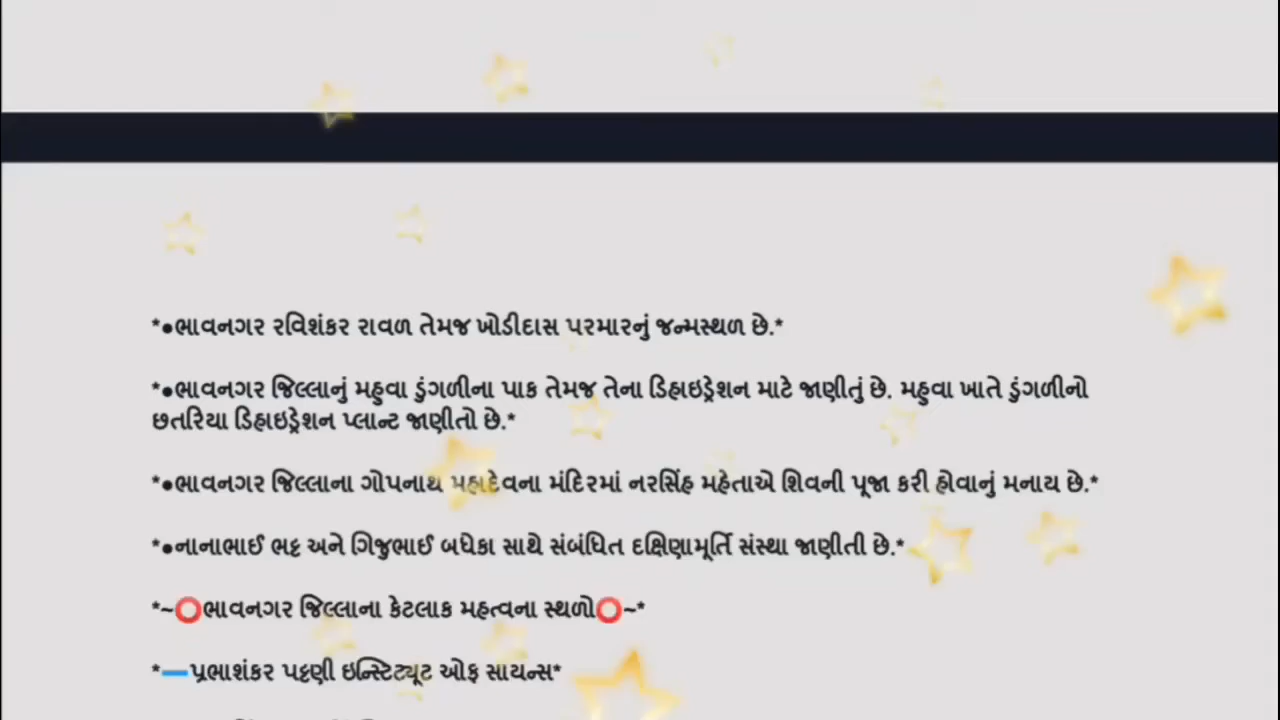 *●ભાવનગર રવિશંકર રાવળ તેમજ ખોડીદાસ પરમારનું જન્મસ્થળ છે.*
*●ભાવનગર જિલ્લાનું મહુવા ડુંગળીના પાક તેમજ તેના ડિહાઇડ્રેશન માટે જાણીતું છે. મહુવા ખાતે ડુંગળીનો
છતરિયા ડિહાઇડ્રેશન પ્લાન્ટ જાણીતો છે.*
*●ભાવનગર જિલ્લાના ગોપનાથ મહાદેવના મંદિરમાં નરસિંહ મહેતાએ શિવની પૂજા કરી હોવાનું મનાય છે.*
*●નાનાભાઈ ભટ્ટ અને ગિજુભાઈ બધેકા સાથે સંબંધિત દક્ષિણામૂર્તિ સંસ્થા જાણીતી છે.*
*~⭕ભાવનગર જિલ્લાના કેટલાક મહત્વના સ્થળો⭕~*
*➖પ્રભાશંકર પટ્ટણી ઇન્સ્ટિટ્યૂટ ઓફ સાયન્સ*